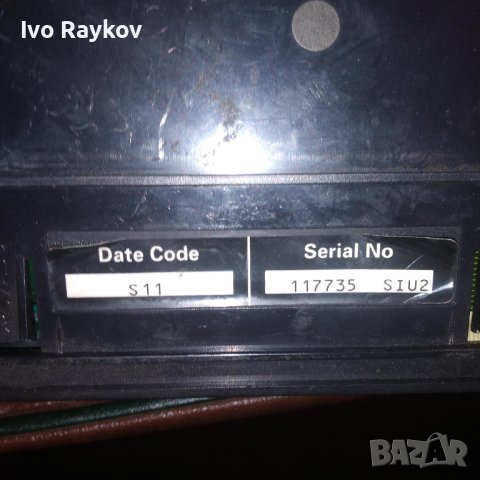 Ivo Raykov
Date Code
Serial No
S11
117735 SIU2
BAZAR